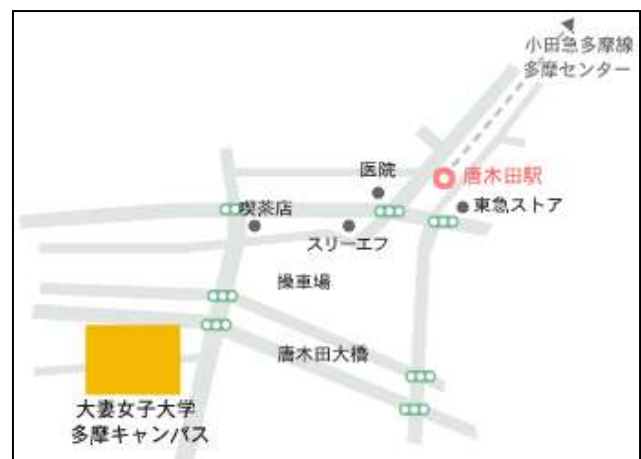 小田急多摩線
多摩センター
医院
唐木田駅
喫茶店
東急ストア
スリーエフ
操車場
唐木田大橋
大妻女子大学
多摩キャンパス